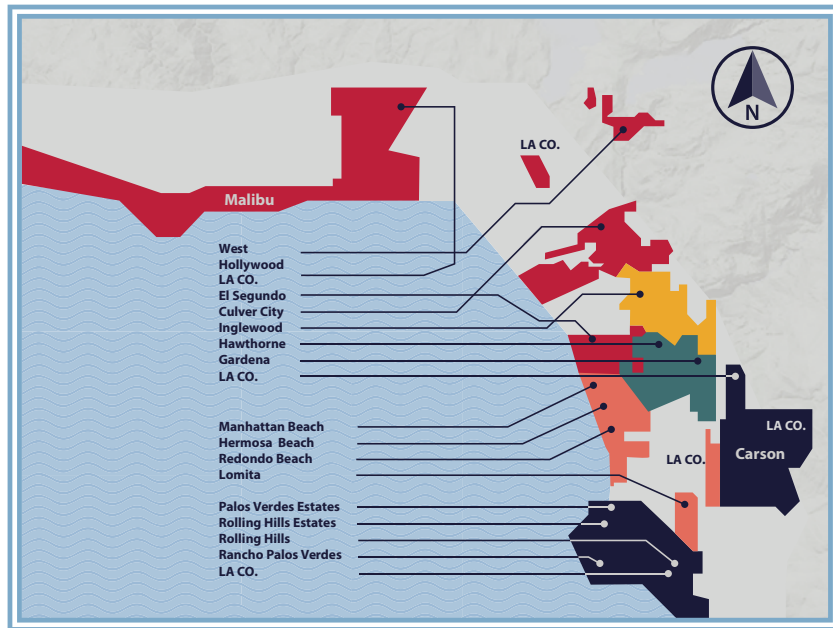 N
LA CO.
Malibu
West
Hollywood
LA CO.
El Segundo
Culver City
Inglewood
Hawthorne
Gardena
LA CO.
Manhattan Beach
Hermosa Beach
Redondo Beach
Lomita
LA CO.
Carson
LA CO.
Palos Verdes Estates
Rolling Hills Estates
Rolling Hills
Rancho Palos Verdes
LA CO.